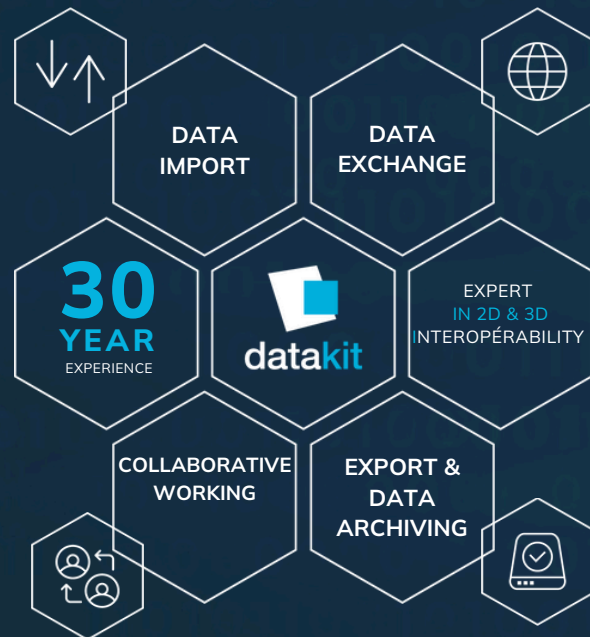 DATA
IMPORT
DATA
EXCHANGE
30
YEAR
EXPERIENCE
datakit
EXPERT
IN 2D & 3D
INTEROPÉRABILITY
COLLABORATIVE
WORKING
EXPORT &
DATA
ARCHIVING